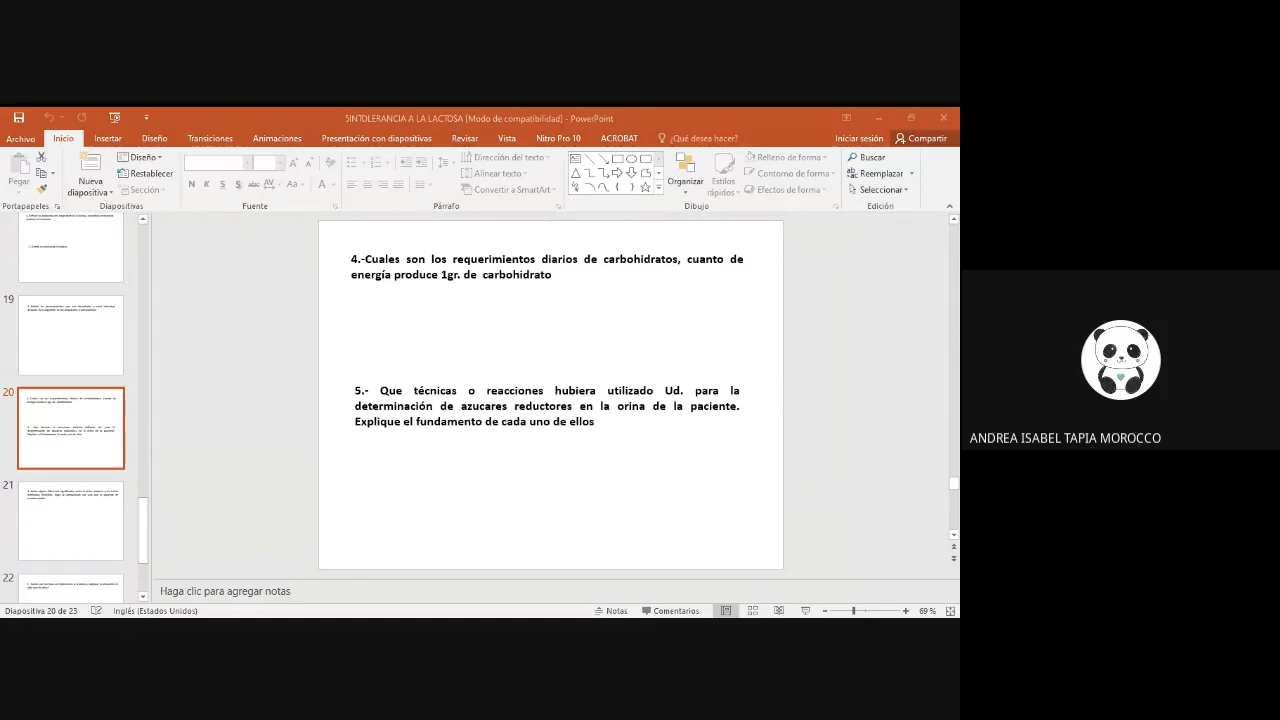 5INTOLERANCIA A LA LACTOSA [Modo de compatibilidad] - PowerPoint
Archivo Inicio Insertar Diseño Transiciones Animaciones Presentación con diapositivas Revisar Vista Nitro Pro 10 ACROBAT ¿Qué desea hacer? Iniciar sesión Compartir
Pegar
Nueva diapositiva
Diseño
Restablecer
Sección
N K S S abc AV Aa A
Dirección del texto
Alinear texto
Convertir a SmartArt
Organizar
Estilos rápidos
Relleno de forma
Contorno de forma
Efectos de forma
Buscar
Reemplazar
Seleccionar
Portapapeles Diapositivas Fuente Párrafo Dibujo Edición
19
20
21
22
4.-Cuales son los requerimientos diarios de carbohidratos, cuanto de
energía produce 1gr. de carbohidrato
5.- Que técnicas o reacciones hubiera utilizado Ud. para la
determinación de azucares reductores en la orina de la paciente.
Explique el fundamento de cada uno de ellos
Haga clic para agregar notas
Diapositiva 20 de 23 Inglés (Estados Unidos) Notas Comentarios 69 %
ANDREA ISABEL TAPIA MOROCCO